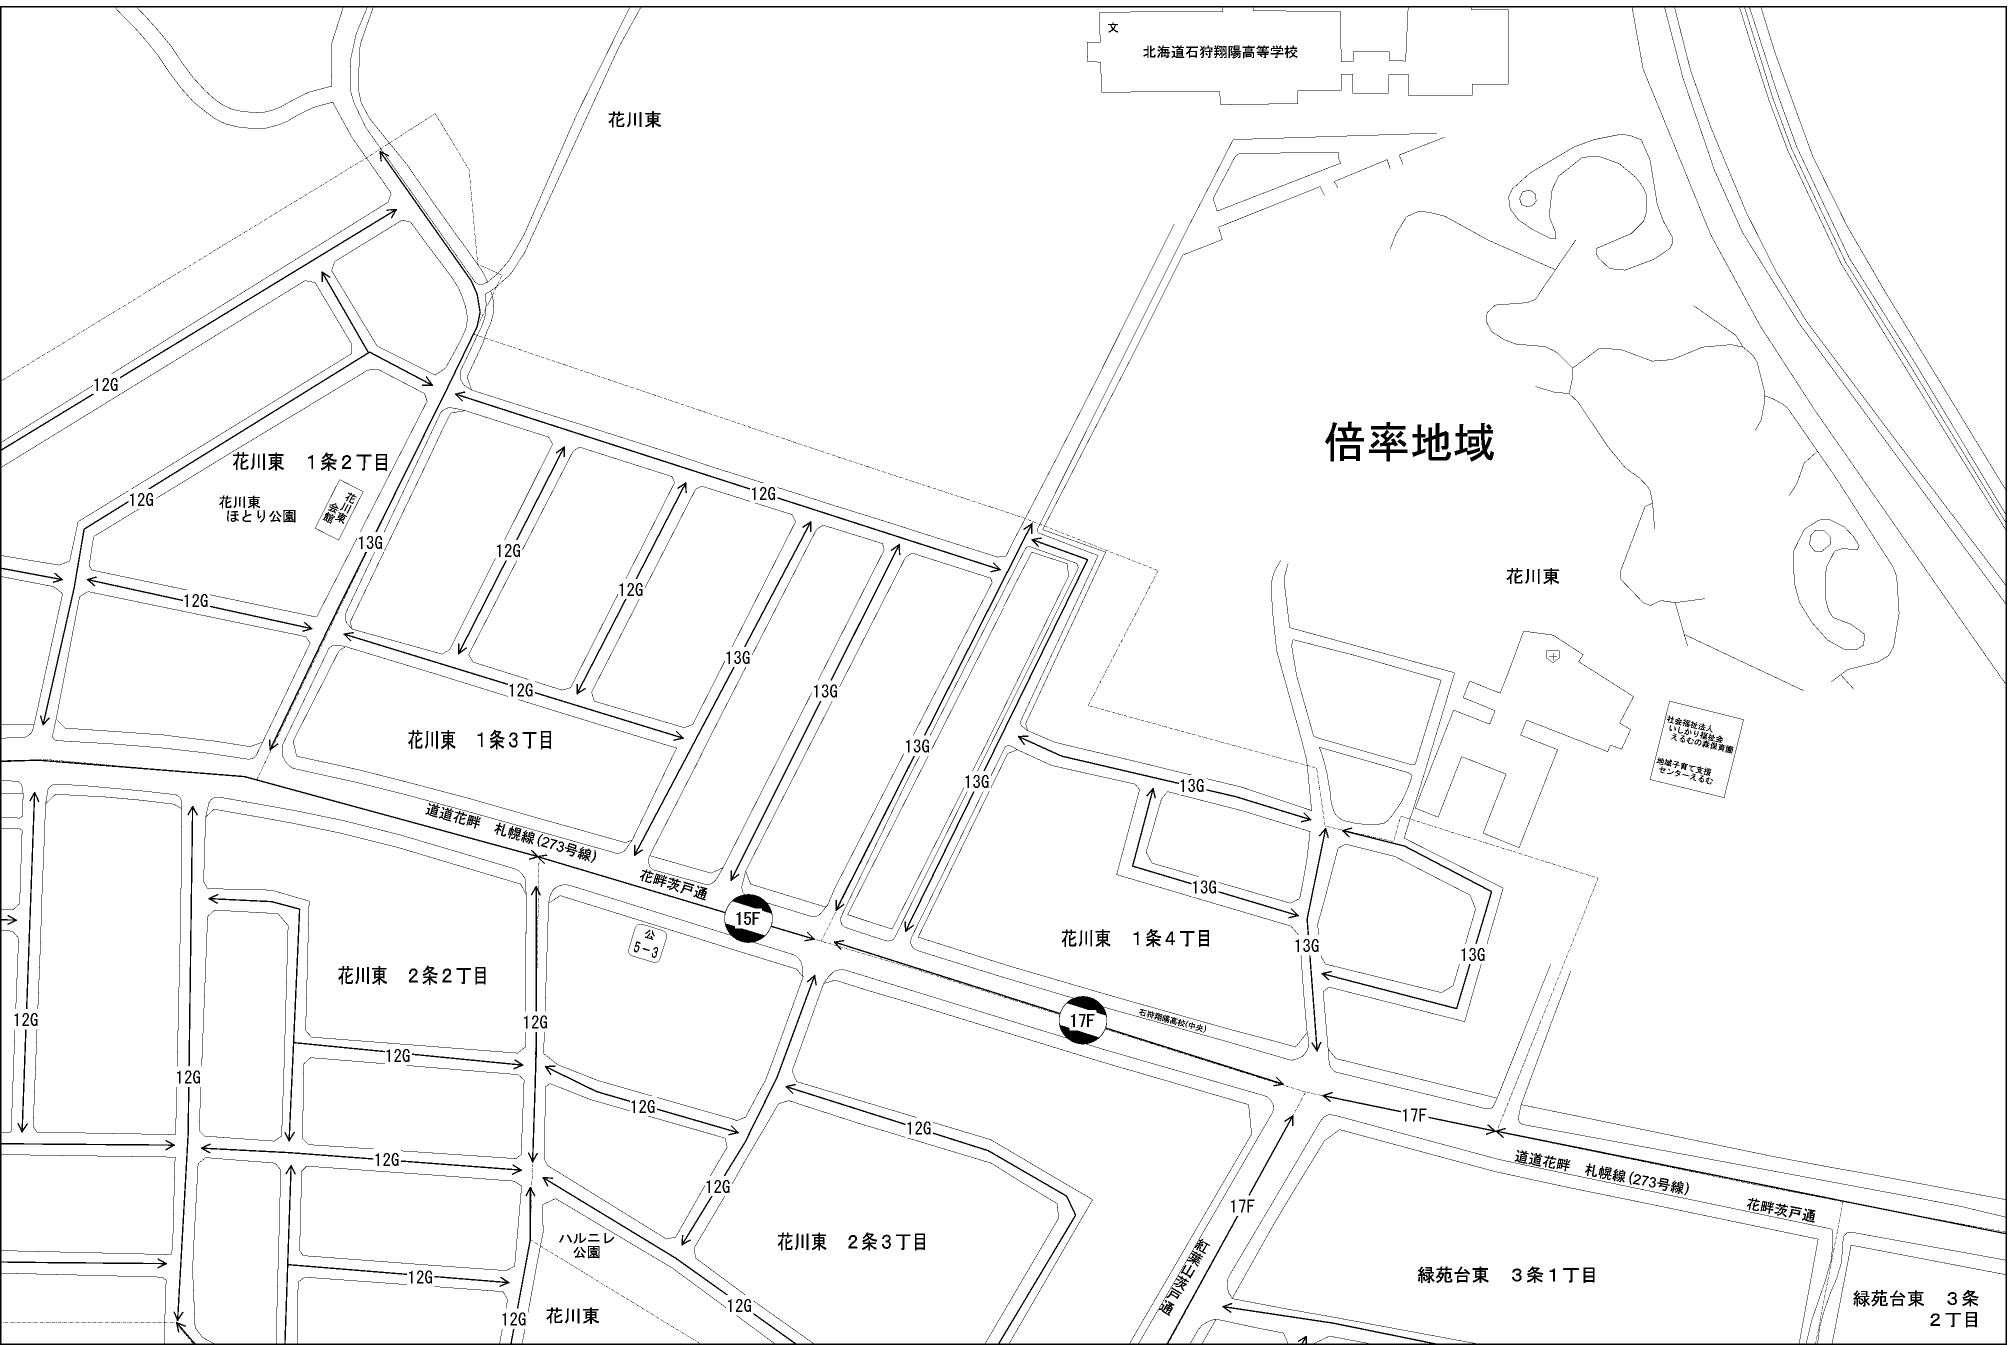 文
北海道石狩翔陽高等学校
花川東
12G
倍率地域
花川東　１条２丁目
花川東
ほとり公園
花川東
会館
12G
12G
13G
12G
12G
花川東
12G
12G
13G
13G
12G
花川東　１条３丁目
13G
13G
13G
社会福祉法人
いしかり福祉会
えるむの森保育園
地域子育て支援
センターえるむ
道道花畔　札幌線(273号線)
花畔茨戸通
15F
公
5－3
13G
花川東　１条４丁目
13G
13G
花川東　２条２丁目
12G
12G
17F
石狩翔陽高校(中央)
12G
12G
12G
12G
17F
12G
12G
道道花畔　札幌線(273号線)
花畔茨戸通
17F
ハルニレ
公園
花川東　２条３丁目
紅葉山茨戸通
緑苑台東　３条１丁目
12G
12G
12G
花川東
緑苑台東　３条
２丁目